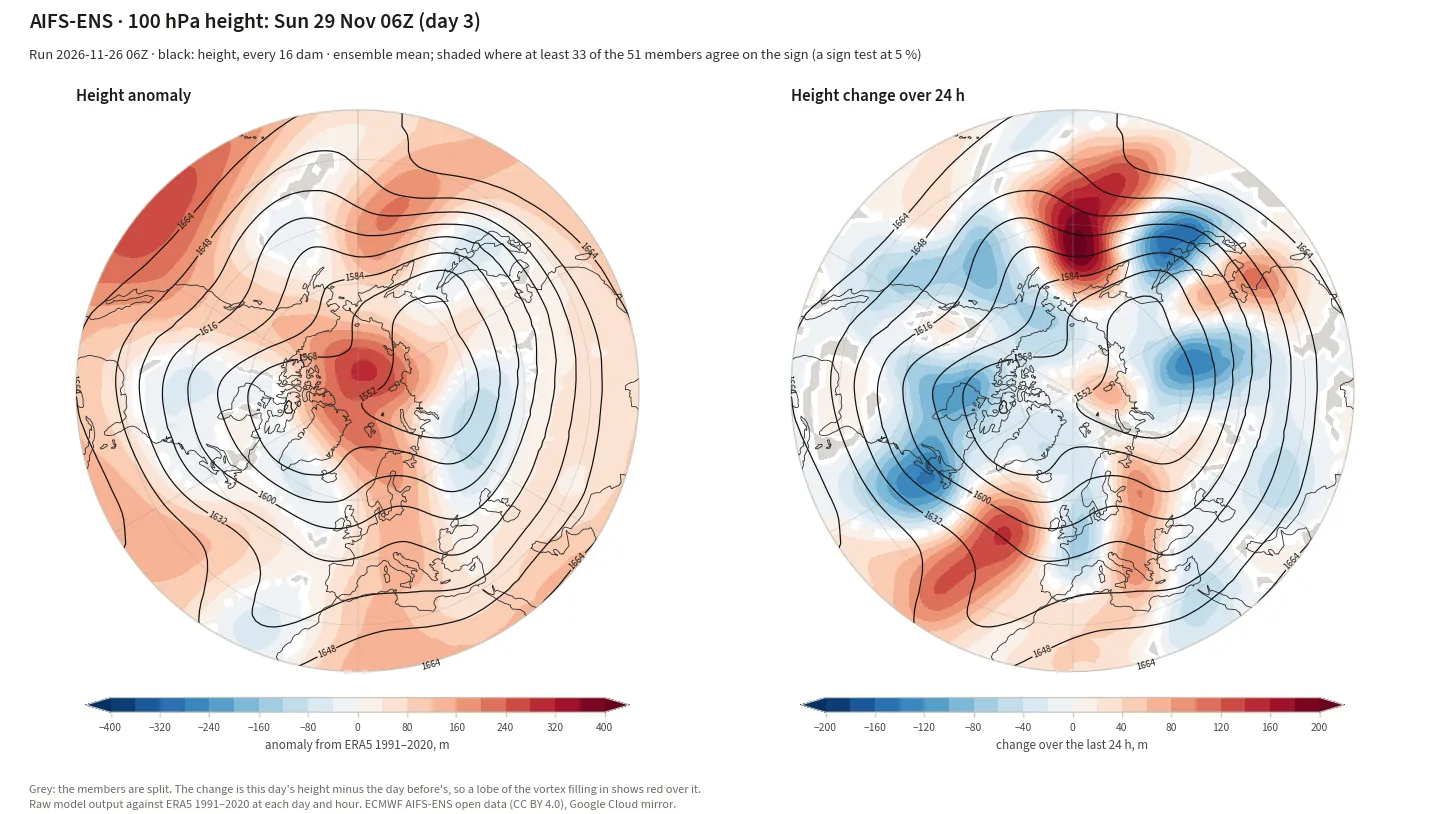 AIFS-ENS · 100 hPa height: Sun 29 Nov 06Z (day 3)
Run 2026-11-26 06Z · black: height, every 16 dam · ensemble mean; shaded where at least 33 of the 51 members agree on the sign (a sign test at 5 %)
Height anomaly
Height change over 24 h
1664
1648
1616
1584
1664
1568
1552
1600
1632
1664
1648
1664
1664
1648
1616
1584
1664
1568
1552
1600
1632
1664
1648
1664
−400 −320 −240 −160 −80 0 80 160 240 320 400
anomaly from ERA5 1991–2020, m
−200 −160 −120 −80 −40 0 40 80 120 160 200
change over the last 24 h, m
Grey: the members are split. The change is this day's height minus the day before's, so a lobe of the vortex filling in shows red over it.
Raw model output against ERA5 1991–2020 at each day and hour. ECMWF AIFS-ENS open data (CC BY 4.0), Google Cloud mirror.